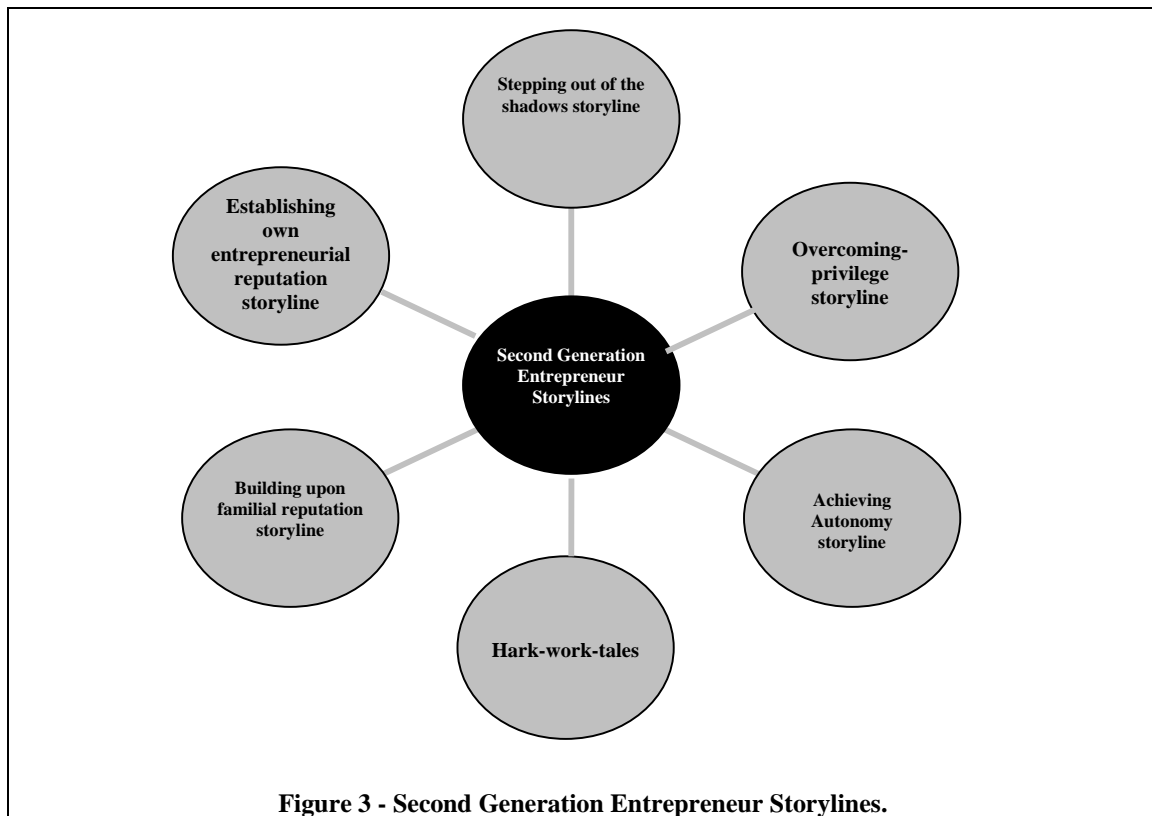 Stepping out of the
shadows storyline
Establishing
own
entrepreneurial
reputation
storyline
Overcoming-
privilege
storyline
Second Generation
Entrepreneur
Storylines
Building upon
familial reputation
storyline
Achieving
Autonomy
storyline
Hark-work-tales
Figure 3 - Second Generation Entrepreneur Storylines.